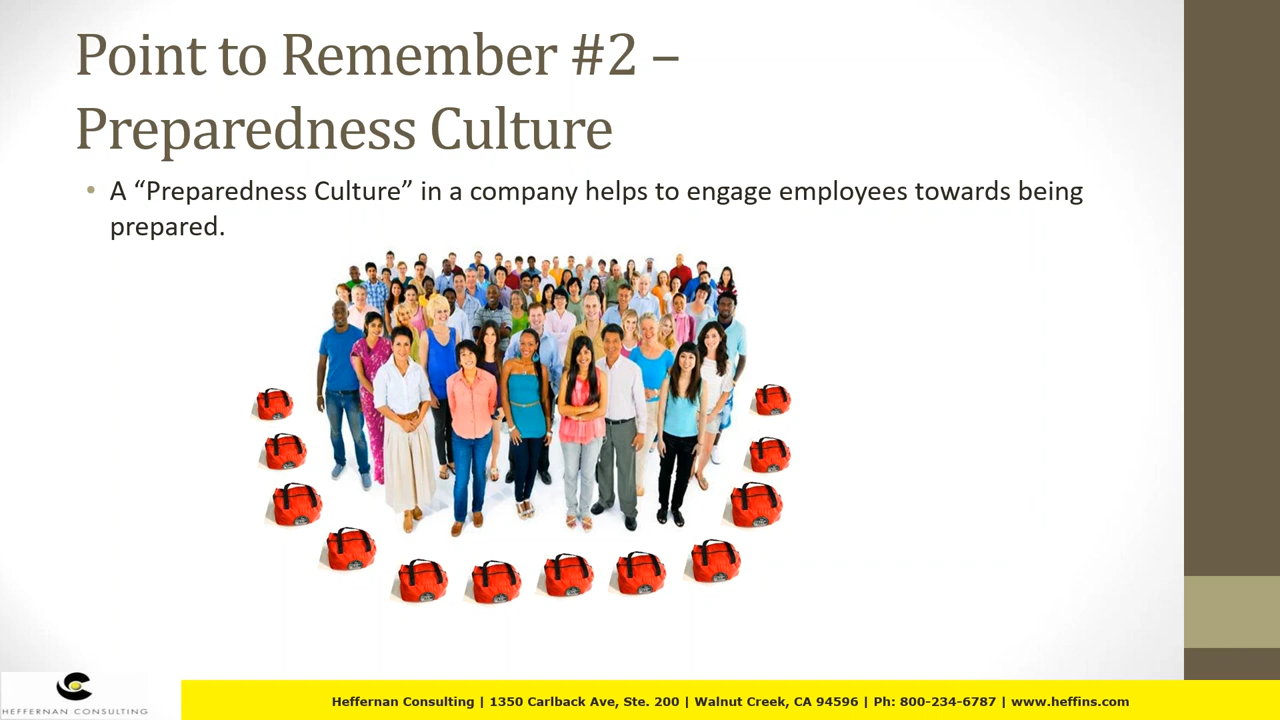 Point to Remember #2 –
Preparedness Culture
• A “Preparedness Culture” in a company helps to engage employees towards being
prepared.
HEFFERNAN CONSULTING
Heffernan Consulting | 1350 Carlback Ave, Ste. 200 | Walnut Creek, CA 94596 | Ph: 800-234-6787 | www.heffins.com